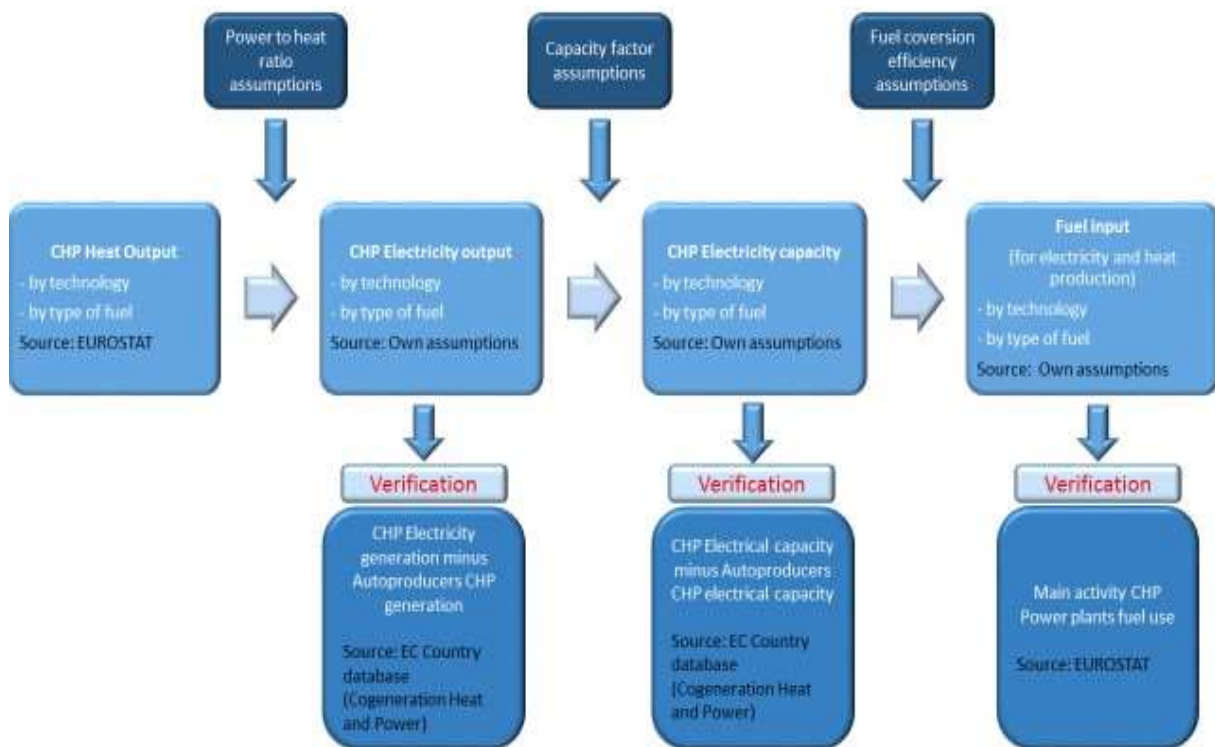 Power to heat
ratio
assumptions
Capacity factor
assumptions
Fuel coversion
efficiency
assumptions
CHP Heat Output
- by technology
- by type of fuel
Source: EUROSTAT
CHP Electricity output
- by technology
- by type of fuel
Source: Own assumptions
CHP Electricity capacity
- by technology
- by type of fuel
Source: Own assumptions
Fuel input
(for electricity and heat
production)
- by technology
- by type of fuel
Source: Own assumptions
Verification
CHP Electricity
generation minus
Autoproducers CHP
generation
Source: EC Country
database
(Cogeneration Heat
and Power)
Verification
CHP Electrical capacity
minus Autoproducers
CHP electrical capacity
Source: EC Country
database
(Cogeneration Heat
and Power)
Verification
Main activity CHP
Power plants fuel use
Source: EUROSTAT